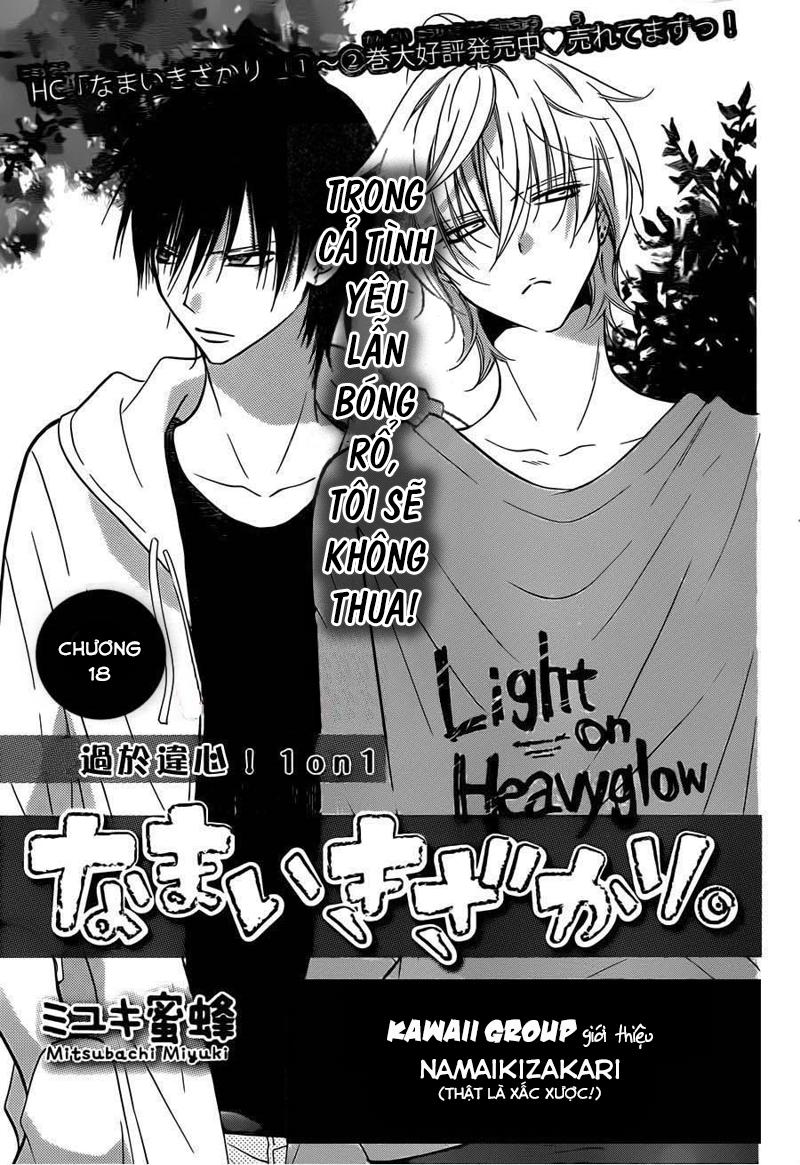 HC「なまいきざかり」1～②巻大好評発売中♥売れてますっ！
TRONG
CẢ TÌNH
YÊU
LẪN
BÓNG
RỔ,
TÔI SẼ
KHÔNG
THUA!
CHƯƠNG
18
Light
on
Heavyglow
過於違心！1on1
なまいきざかり。
ミユキ蜜蜂
Mitsubachi Miyuki
KAWAII GROUP giới thiệu
NAMAIKIZAKARI
(THẬT LÀ XẤC XƯỢC!)